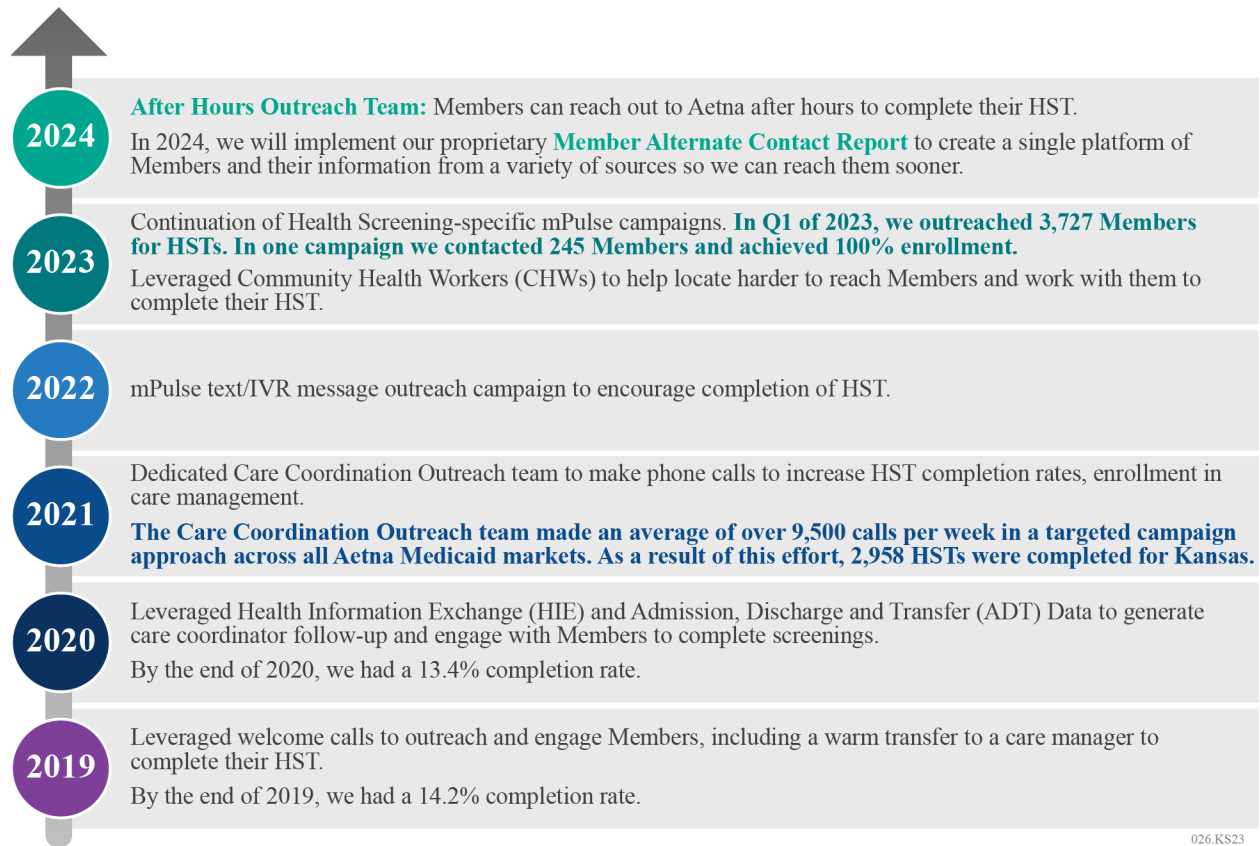 2024
After Hours Outreach Team: Members can reach out to Aetna after hours to complete their HST.
In 2024, we will implement our proprietary Member Alternate Contact Report to create a single platform of
Members and their information from a variety of sources so we can reach them sooner.
2023
Continuation of Health Screening-specific mPulse campaigns. In Q1 of 2023, we outreached 3,727 Members
for HSTs. In one campaign we contacted 245 Members and achieved 100% enrollment.
Leveraged Community Health Workers (CHWs) to help locate harder to reach Members and work with them to
complete their HST.
2022
mPulse text/IVR message outreach campaign to encourage completion of HST.
2021
Dedicated Care Coordination Outreach team to make phone calls to increase HST completion rates, enrollment in
care management.
The Care Coordination Outreach team made an average of over 9,500 calls per week in a targeted campaign
approach across all Aetna Medicaid markets. As a result of this effort, 2,958 HSTs were completed for Kansas.
2020
Leveraged Health Information Exchange (HIE) and Admission, Discharge and Transfer (ADT) Data to generate
care coordinator follow-up and engage with Members to complete screenings.
By the end of 2020, we had a 13.4% completion rate.
2019
Leveraged welcome calls to outreach and engage Members, including a warm transfer to a care manager to
complete their HST.
By the end of 2019, we had a 14.2% completion rate.
026.KS23